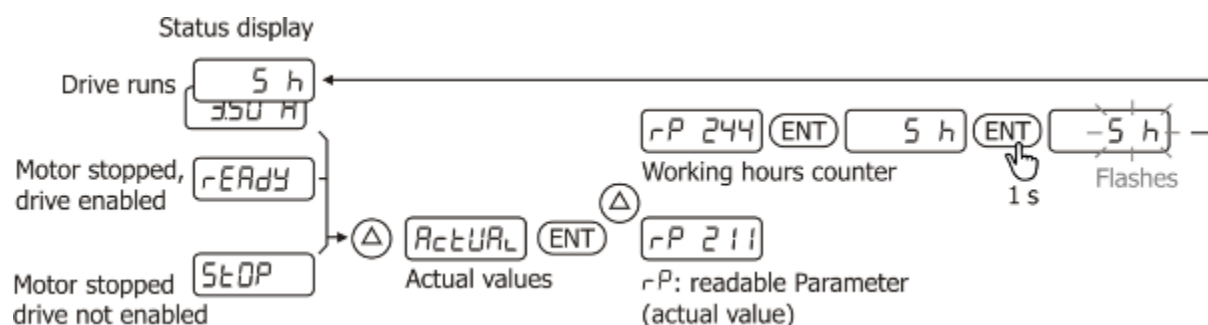 Status display
Drive runs
5 h
3.50 A
Motor stopped,
drive enabled
rEAdY
Motor stopped
drive not enabled
StOP
ActUAL
ENT
Actual values
rP 244
ENT
5 h
ENT
5 h
Working hours counter
1 s
Flashes
rP 211
rP: readable Parameter
(actual value)